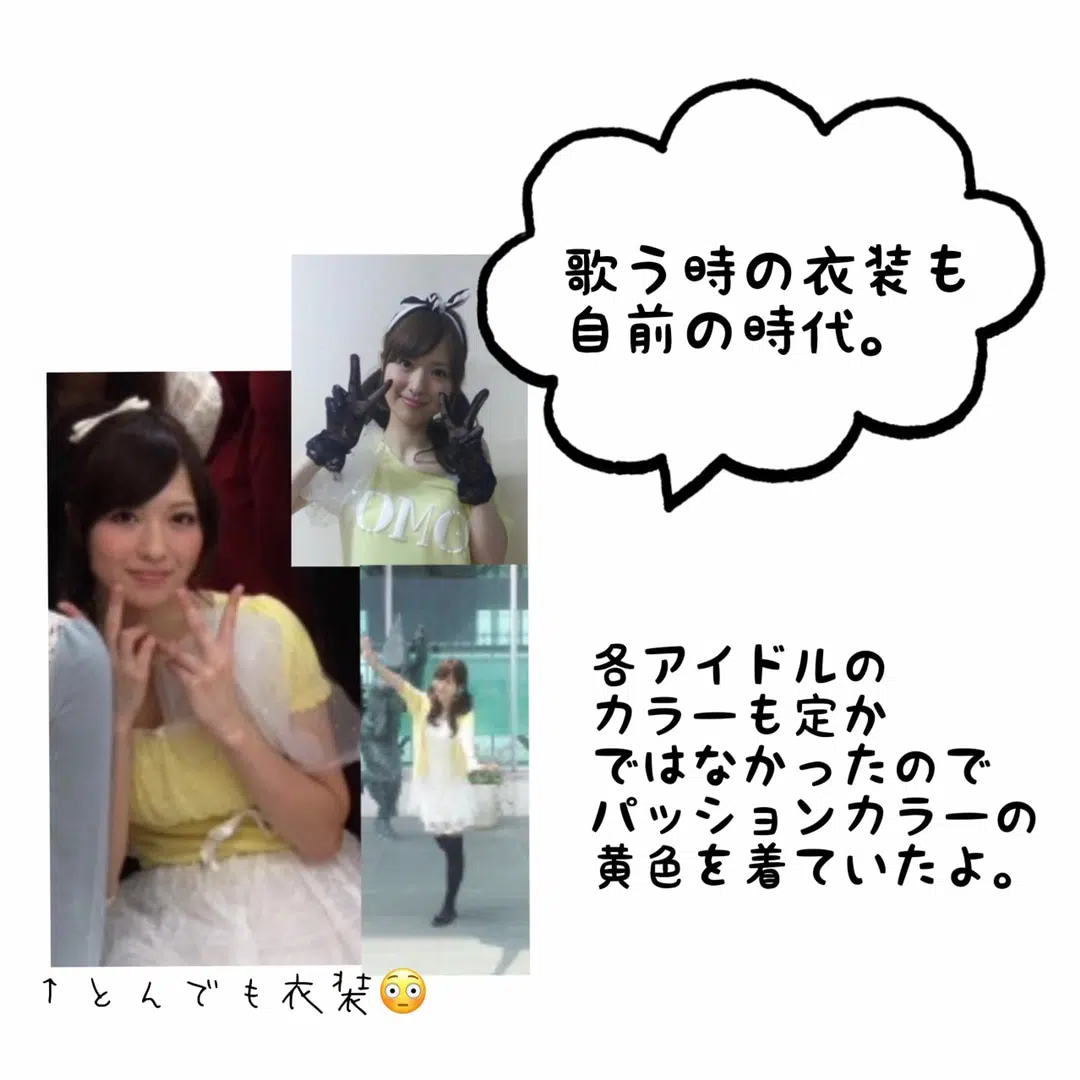 歌う時の衣装も
自前の時代。
OMO
各アイドルの
カラーも定か
ではなかったので
パッションカラーの
黄色を着ていたよ。
↑とんでも衣装😳